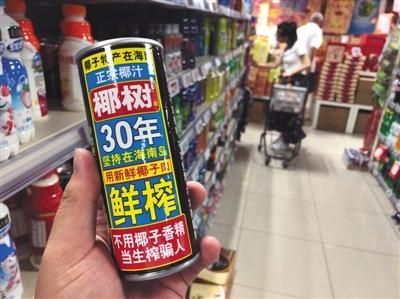 椰子特产在海
正宗椰汁
椰树
30年
坚持在海南岛
用新鲜椰子肉
鲜榨
不用椰子香精
当生榨骗人